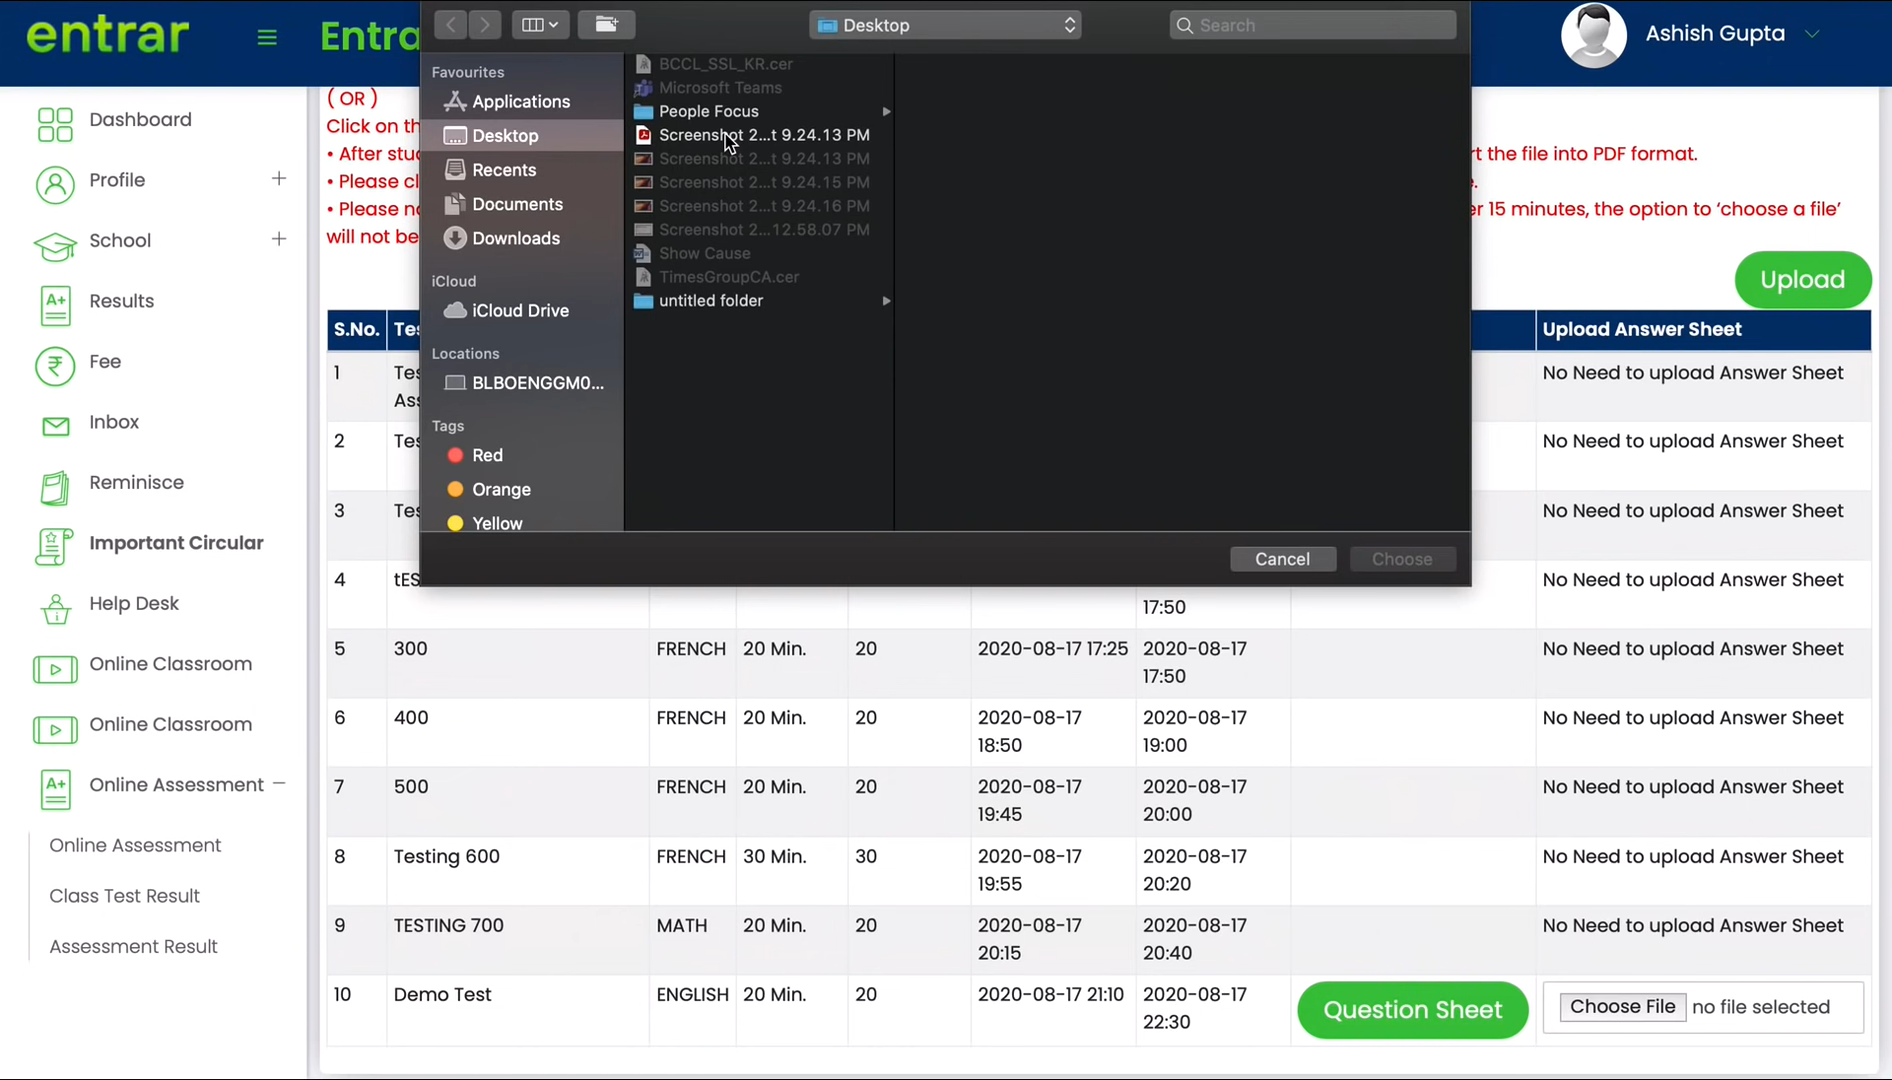 entrar
Entra
Ashish Gupta
Desktop
Search
Favourites
Applications
Desktop
Recents
Documents
Downloads
iCloud
iCloud Drive
Locations
BLBOENGGM0...
Tags
Red
Orange
Yellow
BCCL_SSL_KR.cer
Microsoft Teams
People Focus
Screenshot 2...t 9.24.13 PM
Screenshot 2...t 9.24.13 PM
Screenshot 2...t 9.24.15 PM
Screenshot 2...t 9.24.16 PM
Screenshot 2...12.58.07 PM
Show Cause
TimesGroupCA.cer
untitled folder
Cancel
Choose
Dashboard
Profile
School
Results
Fee
Inbox
Reminisce
Important Circular
Help Desk
Online Classroom
Online Classroom
Online Assessment
Online Assessment
Class Test Result
Assessment Result
( OR )
Click on th
• After stu rt the file into PDF format.
• Please cl e.
• Please no r 15 minutes, the option to ‘choose a file’
will not be
Upload
S.No. Tes Upload Answer Sheet
1 Tes No Need to upload Answer Sheet
Ass
2 Tes No Need to upload Answer Sheet
3 Tes No Need to upload Answer Sheet
4 tES No Need to upload Answer Sheet
17:50
5 300 FRENCH 20 Min. 20 2020-08-17 17:25 2020-08-17 No Need to upload Answer Sheet
17:50
6 400 FRENCH 20 Min. 20 2020-08-17 2020-08-17 No Need to upload Answer Sheet
18:50 19:00
7 500 FRENCH 20 Min. 20 2020-08-17 2020-08-17 No Need to upload Answer Sheet
19:45 20:00
8 Testing 600 FRENCH 30 Min. 30 2020-08-17 2020-08-17 No Need to upload Answer Sheet
19:55 20:20
9 TESTING 700 MATH 20 Min. 20 2020-08-17 2020-08-17 No Need to upload Answer Sheet
20:15 20:40
10 Demo Test ENGLISH 20 Min. 20 2020-08-17 21:10 2020-08-17 Question Sheet Choose File no file selected
22:30